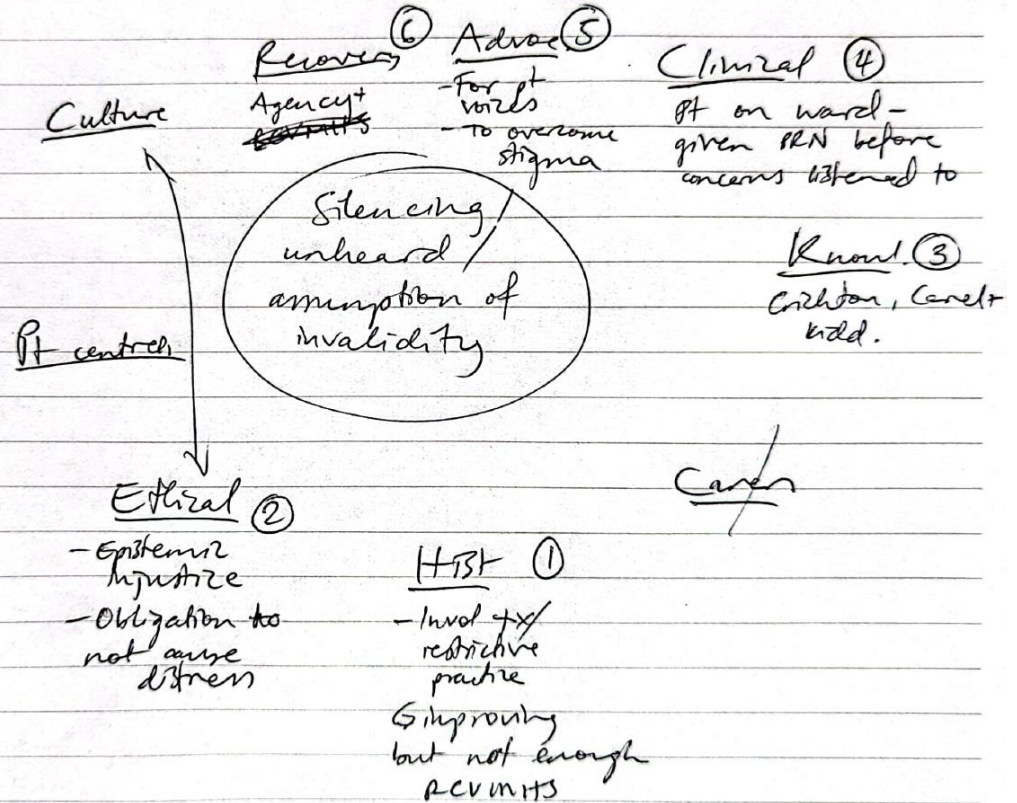 Recovery ⑥
Agency +
Advoc. ⑤
- For pt
voices
- To overcome
stigma
Clinical ④
Pt on ward -
given PRN before
concerns listened to
Culture
Silencing /
unheard /
assumption of
invalidity
Knowl. ③
Crichton, Carel +
Kidd.
Pt centred
Carers
Ethical ②
- Epistemic
Injustice
- Obligation to
not cause
distress
Hist ①
- Invol tx/
restrictive
practice
↳ improving
but not enough
RCVMHS